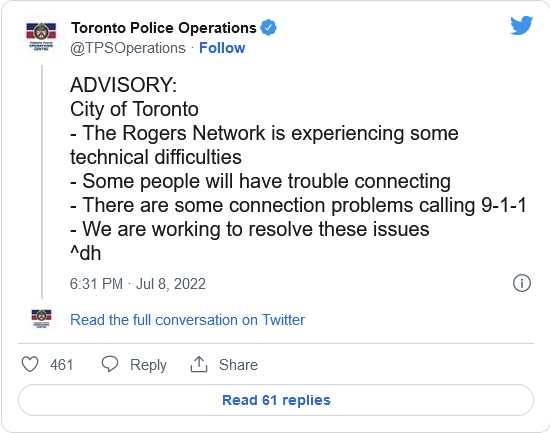 Toronto Police Operations
@TPSOperations · Follow
ADVISORY:
City of Toronto
- The Rogers Network is experiencing some
technical difficulties
- Some people will have trouble connecting
- There are some connection problems calling 9-1-1
- We are working to resolve these issues
^dh
6:31 PM · Jul 8, 2022
Read the full conversation on Twitter
461 Reply Share
Read 61 replies